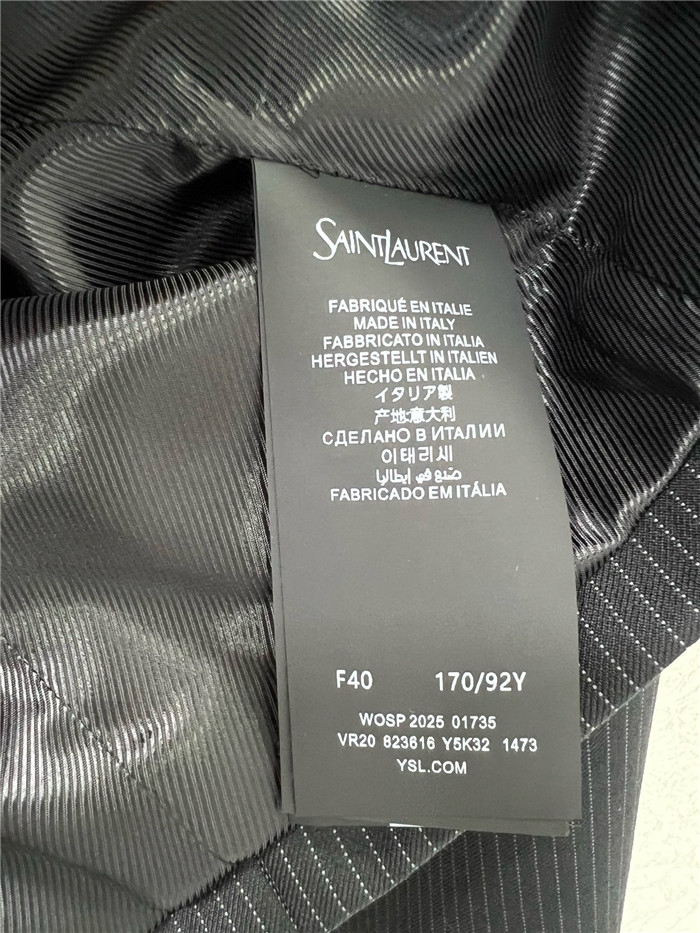 SAINT LAURENT
FABRIQUÉ EN ITALIE
MADE IN ITALY
FABBRICATO IN ITALIA
HERGESTELLT IN ITALIEN
HECHO EN ITALIA
イタリア製
产地意大利
СДЕЛАНО В ИТАЛИИ
이태리세
صنع في إيطاليا
FABRICADO EM ITÁLIA
F40 170/92Y
WOSP 2025 01735
VR20 823616 Y5K32 1473
YSL.COM